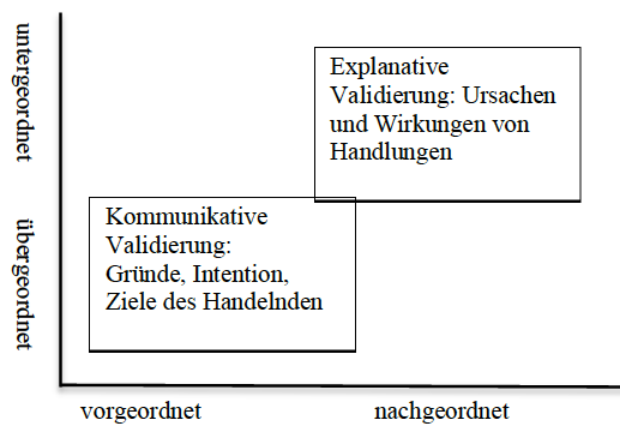 untergeordnet
Explanative
Validierung: Ursachen
und Wirkungen von
Handlungen
übergeordnet
Kommunikative
Validierung:
Gründe, Intention,
Ziele des Handelnden
vorgeordnet
nachgeordnet